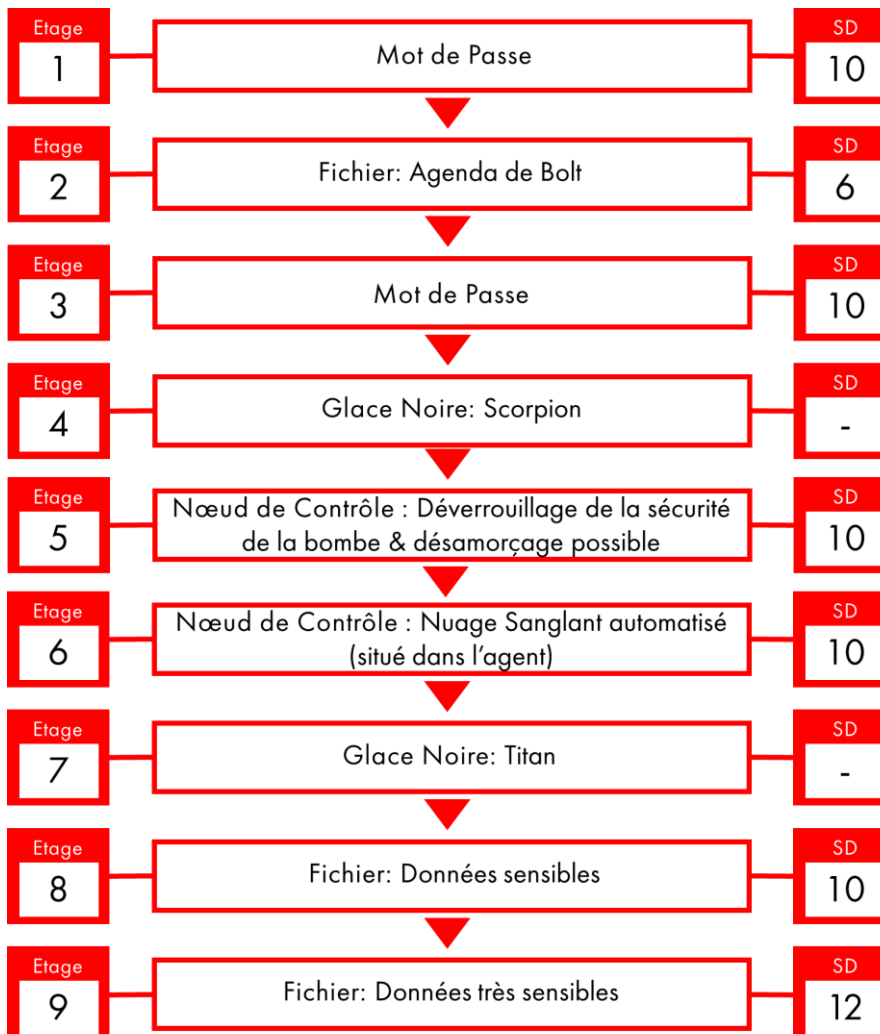 Etage
1
Mot de Passe
SD
10
Etage
2
Fichier: Agenda de Bolt
SD
6
Etage
3
Mot de Passe
SD
10
Etage
4
Glace Noire: Scorpion
SD
-
Etage
5
Nœud de Contrôle : Déverrouillage de la sécurité
de la bombe & désamorçage possible
SD
10
Etage
6
Nœud de Contrôle : Nuage Sanglant automatisé
(situé dans l'agent)
SD
10
Etage
7
Glace Noire: Titan
SD
-
Etage
8
Fichier: Données sensibles
SD
10
Etage
9
Fichier: Données très sensibles
SD
12